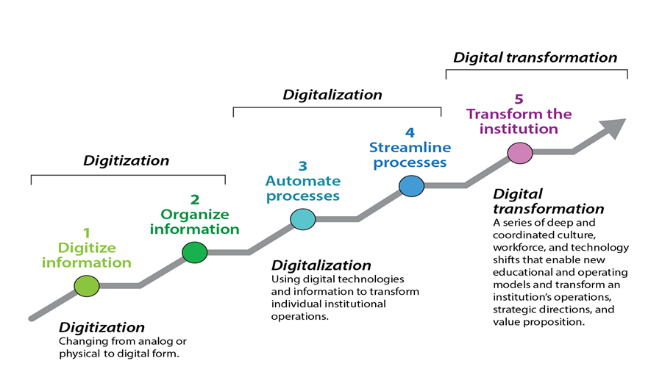 Digital transformation
Digitalization
Digitization
1
Digitize
information
2
Organize
information
3
Automate
processes
4
Streamline
processes
5
Transform the
institution
Digitization
Changing from analog or
physical to digital form.
Digitalization
Using digital technologies
and information to transform
individual institutional
operations.
Digital
transformation
A series of deep and
coordinated culture,
workforce, and technology
shifts that enable new
educational and operating
models and transform an
institution's operations,
strategic directions, and
value proposition.